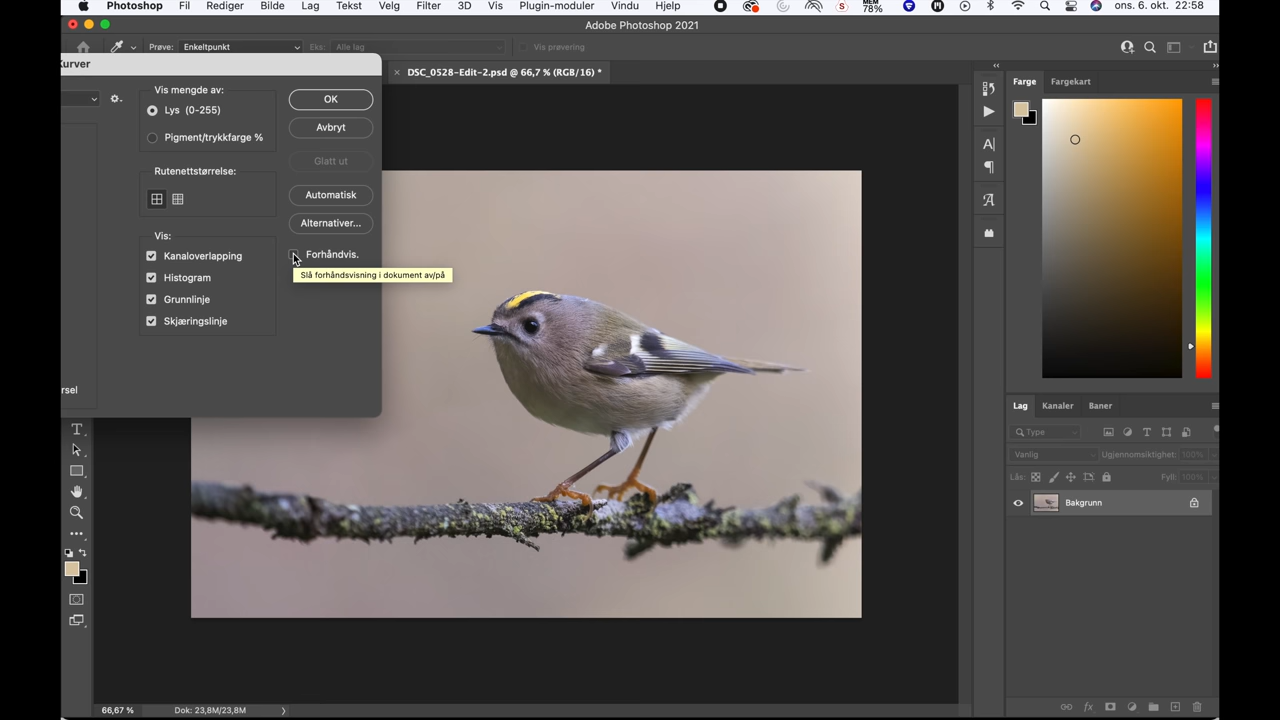 Photoshop Fil Rediger Bilde Lag Tekst Velg Filter 3D Vis Plugin-moduler Vindu Hjelp MEM 78% ons. 6. okt. 22:58
Adobe Photoshop 2021
Prøve: Enkeltpunkt Eks: Alle lag Vis prøvering
Kurver
DSC_0528-Edit-2.psd @ 66,7 % (RGB/16) *
Vis mengde av:
Lys (0-255)
Pigment/trykkfarge %
Rutenettstørrelse:
Vis:
Kanaloverlapping
Histogram
Grunnlinje
Skjæringslinje
OK
Avbryt
Glatt ut
Automatisk
Alternativer...
Forhåndvis.
Slå forhåndsvisning i dokument av/på
rsel
Farge Fargekart
Lag Kanaler Baner
Type
Vanlig Ugjennomsiktighet: 100%
Lås: Fyll: 100%
Bakgrunn
66,67 % Dok: 23,8M/23,8M